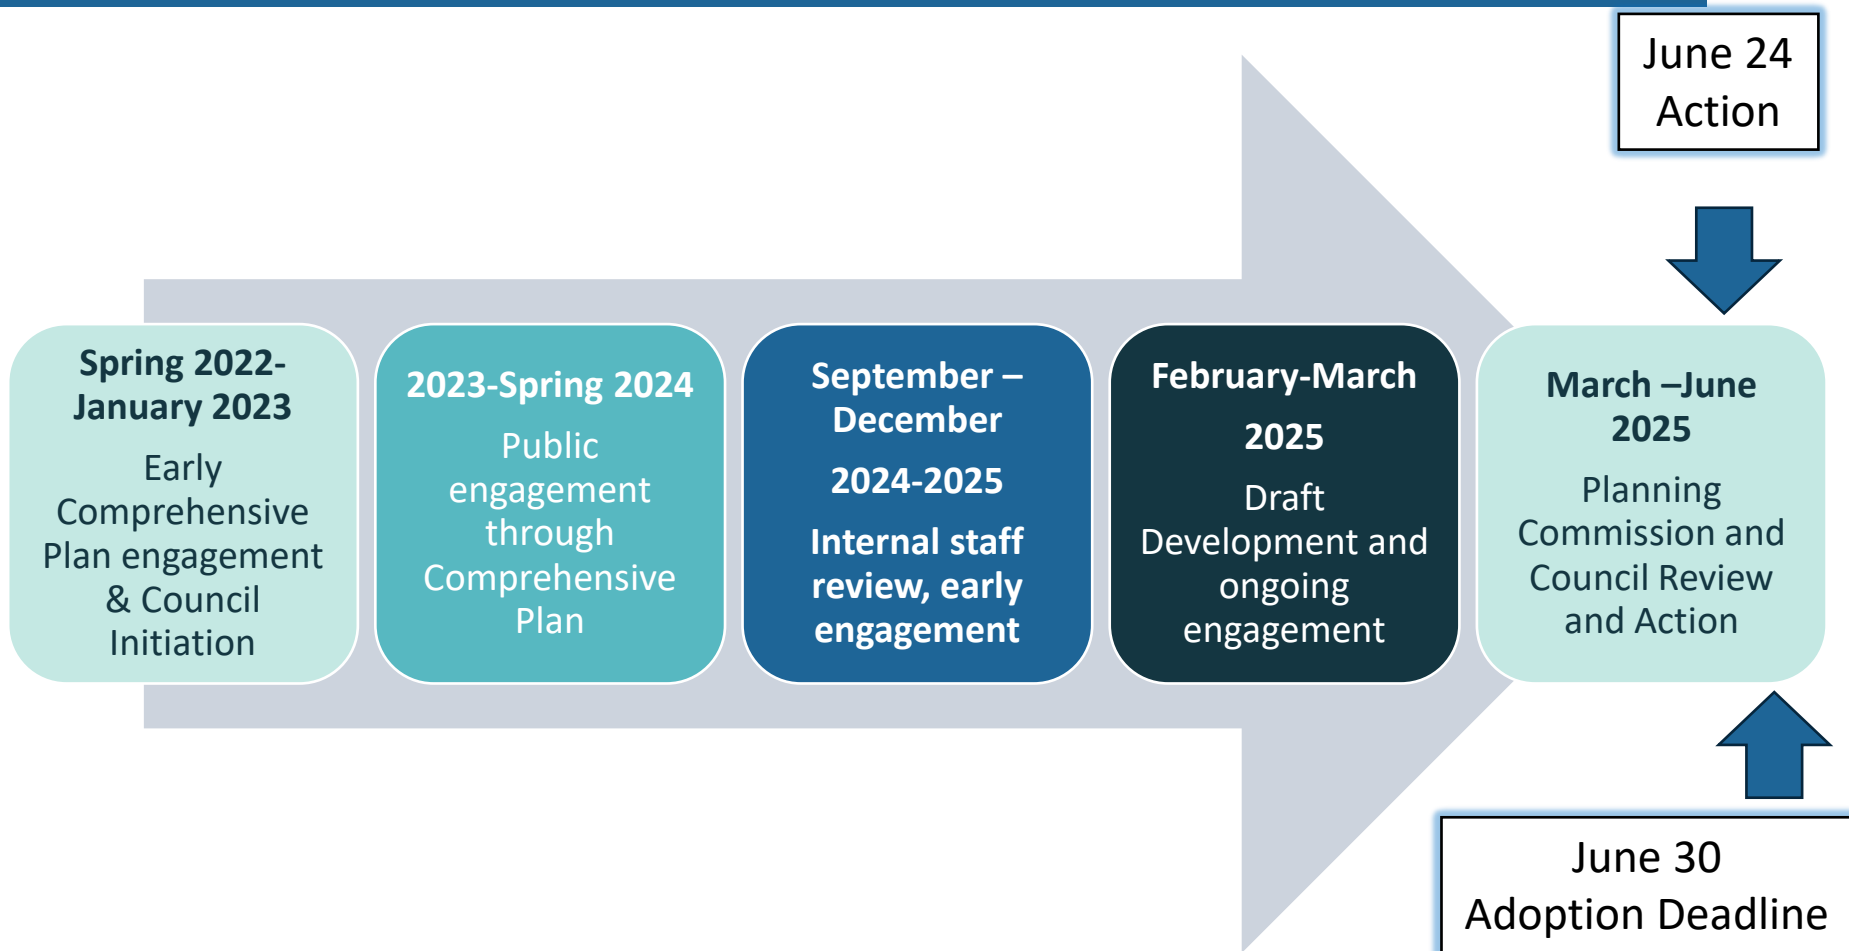 June 24
Action
Spring 2022-
January 2023
Early
Comprehensive
Plan engagement
& Council
Initiation
2023-Spring 2024
Public
engagement
through
Comprehensive
Plan
September –
December
2024-2025
Internal staff
review, early
engagement
February-March
2025
Draft
Development and
ongoing
engagement
March –June
2025
Planning
Commission and
Council Review
and Action
June 30
Adoption Deadline